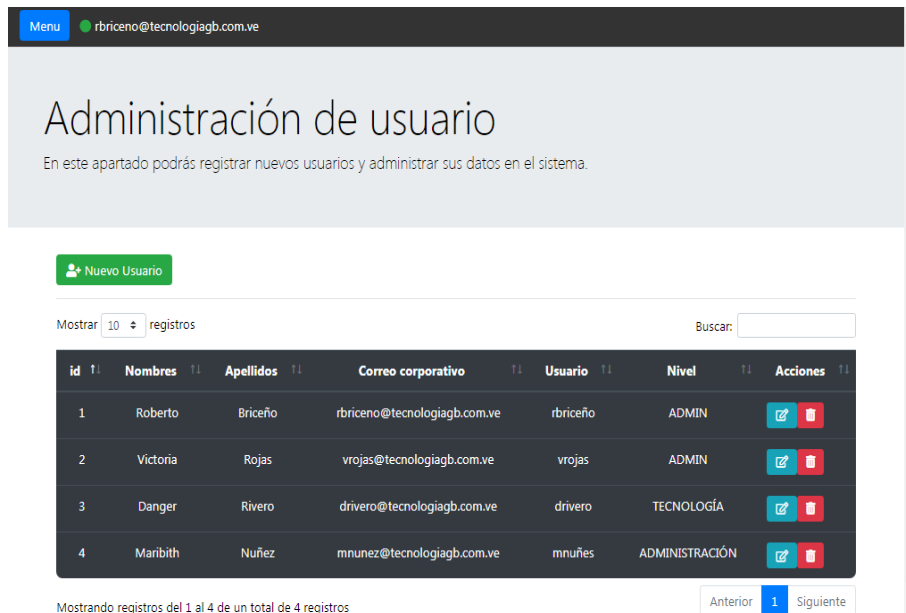 Menu rbriceno@tecnologiagb.com.ve
Administración de usuario
En este apartado podrás registrar nuevos usuarios y administrar sus datos en el sistema.
Nuevo Usuario
Mostrar 10 registros Buscar:
id Nombres Apellidos Correo corporativo Usuario Nivel Acciones
1 Roberto Briceño rbriceno@tecnologiagb.com.ve rbriceño ADMIN
2 Victoria Rojas vrojas@tecnologiagb.com.ve vrojas ADMIN
3 Danger Rivero drivero@tecnologiagb.com.ve drivero TECNOLOGÍA
4 Maribith Nuñez mnunez@tecnologiagb.com.ve mnuñes ADMINISTRACIÓN
Mostrando registros del 1 al 4 de un total de 4 registros Anterior 1 Siguiente